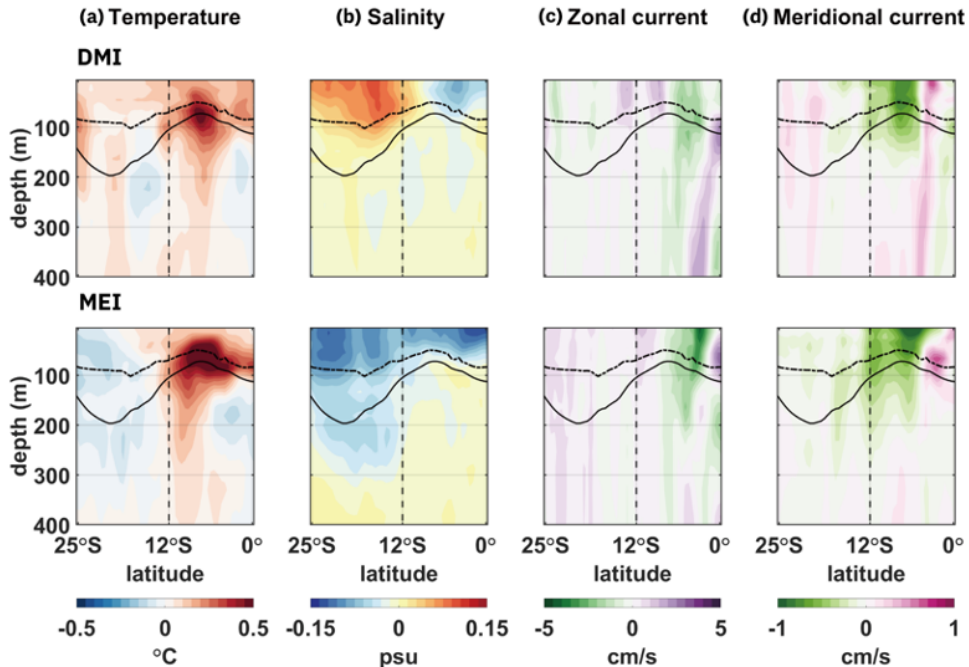 (a) Temperature (b) Salinity (c) Zonal current (d) Meridional current
DMI
depth (m)
100
200
300
400
MEI
depth (m)
100
200
300
400
25°S 12°S 0° 25°S 12°S 0° 25°S 12°S 0° 25°S 12°S 0°
latitude latitude latitude latitude
-0.5 0 0.5 -0.15 0 0.15 -5 0 5 -1 0 1
°C psu cm/s cm/s